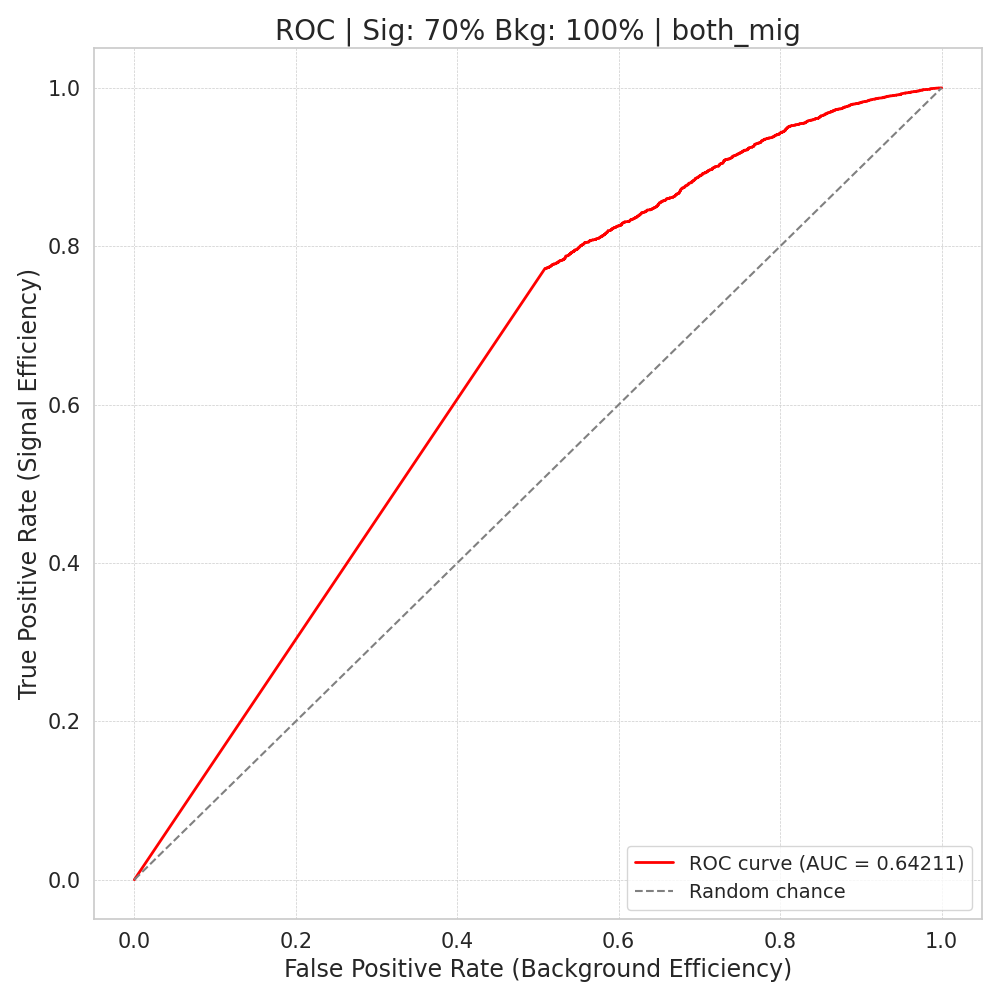 ROC | Sig: 70% Bkg: 100% | both_mig
True Positive Rate (Signal Efficiency)
1.0
0.8
0.6
0.4
0.2
0.0
ROC curve (AUC = 0.64211)
Random chance
0.0 0.2 0.4 0.6 0.8 1.0
False Positive Rate (Background Efficiency)